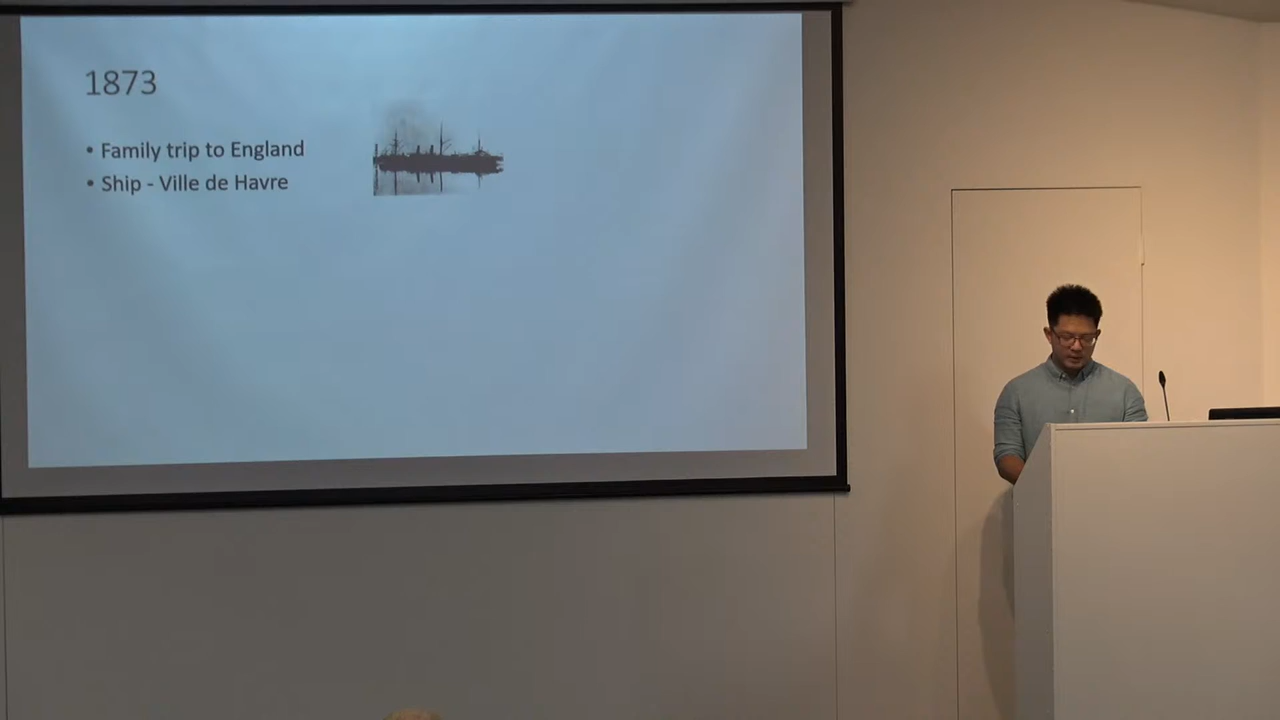 1873
• Family trip to England
• Ship - Ville de Havre